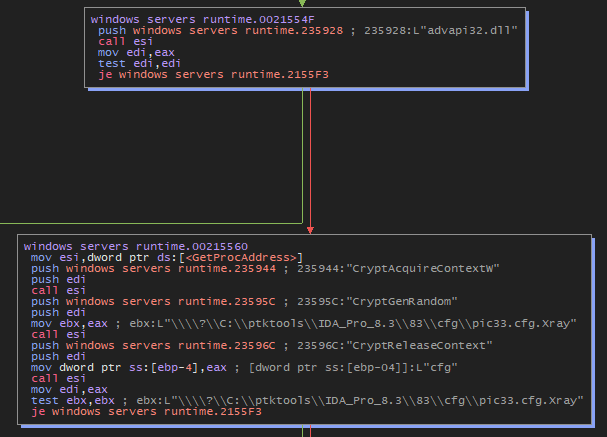 windows servers runtime.0021554F
push windows servers runtime.235928 ; 235928:L"advapi32.dll"
call esi
mov edi,eax
test edi,edi
je windows servers runtime.2155F3
windows servers runtime.00215560
mov esi,dword ptr ds:[<GetProcAddress>]
push windows servers runtime.235944 ; 235944:"CryptAcquireContextW"
push edi
call esi
push windows servers runtime.23595C ; 23595C:"CryptGenRandom"
push edi
mov ebx,eax ; ebx:L"\\\\?\\C:\\ptktools\\IDA_Pro_8.3\\83\\cfg\\pic33.cfg.Xray"
call esi
push windows servers runtime.23596C ; 23596C:"CryptReleaseContext"
push edi
mov dword ptr ss:[ebp-4],eax ; [dword ptr ss:[ebp-04]]:L"cfg"
call esi
mov edi,eax
test ebx,ebx ; ebx:L"\\\\?\\C:\\ptktools\\IDA_Pro_8.3\\83\\cfg\\pic33.cfg.Xray"
je windows servers runtime.2155F3